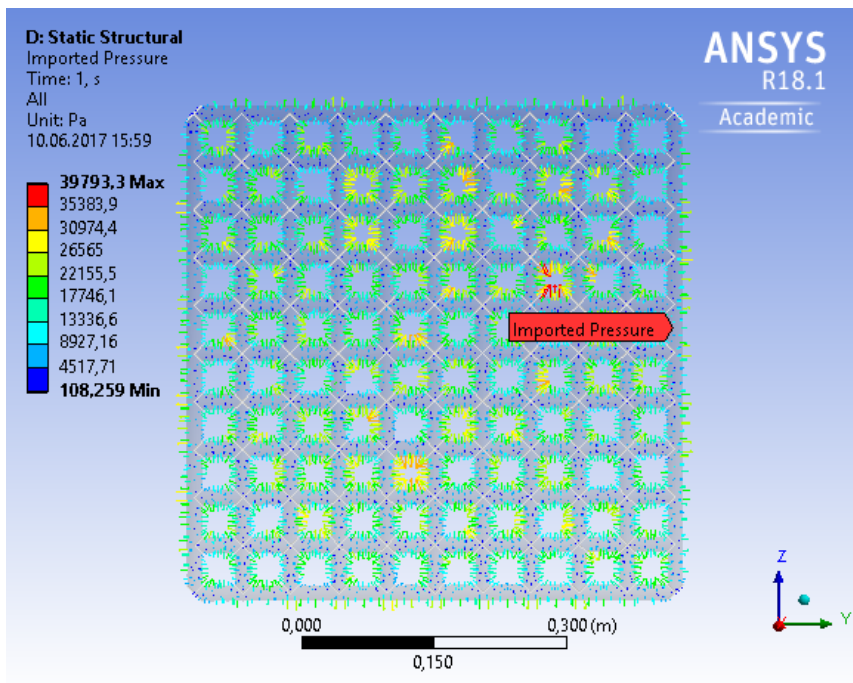 D: Static Structural
Imported Pressure
Time: 1, s
All
Unit: Pa
10.06.2017 15:59
39793,3 Max
35383,9
30974,4
26565
22155,5
17746,1
13336,6
8927,16
4517,71
108,259 Min
ANSYS
R18.1
Academic
Imported Pressure
0,000
0,300 (m)
0,150
Z
Y